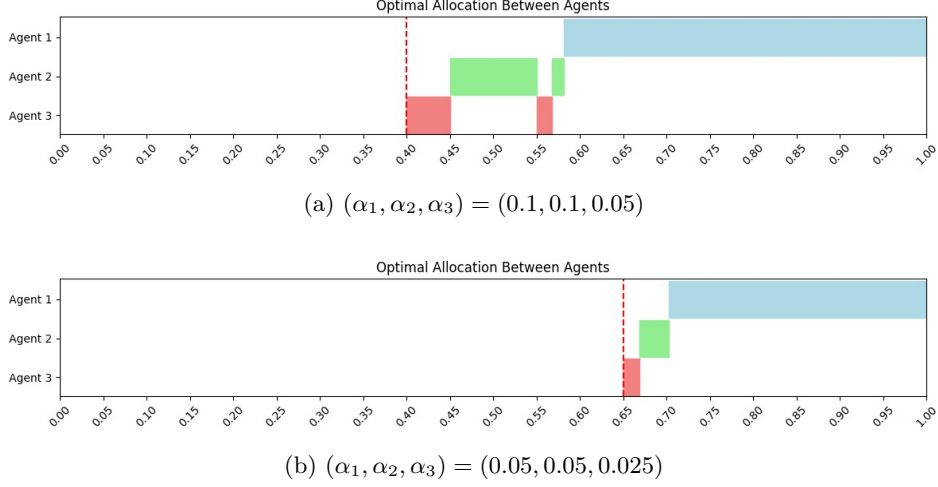 Optimal Allocation Between Agents
Agent 1
Agent 2
Agent 3
0.00 0.05 0.10 0.15 0.20 0.25 0.30 0.35 0.40 0.45 0.50 0.55 0.60 0.65 0.70 0.75 0.80 0.85 0.90 0.95 1.00
(a) (α₁, α₂, α₃) = (0.1, 0.1, 0.05)
Optimal Allocation Between Agents
Agent 1
Agent 2
Agent 3
0.00 0.05 0.10 0.15 0.20 0.25 0.30 0.35 0.40 0.45 0.50 0.55 0.60 0.65 0.70 0.75 0.80 0.85 0.90 0.95 1.00
(b) (α₁, α₂, α₃) = (0.05, 0.05, 0.025)